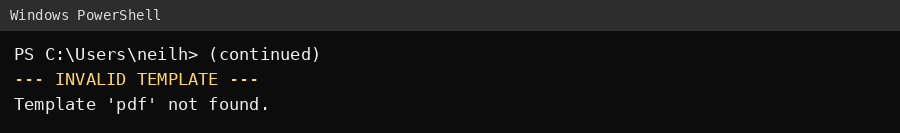 Windows PowerShell
PS C:\Users\neilh> (continued)
--- INVALID TEMPLATE ---
Template 'pdf' not found.